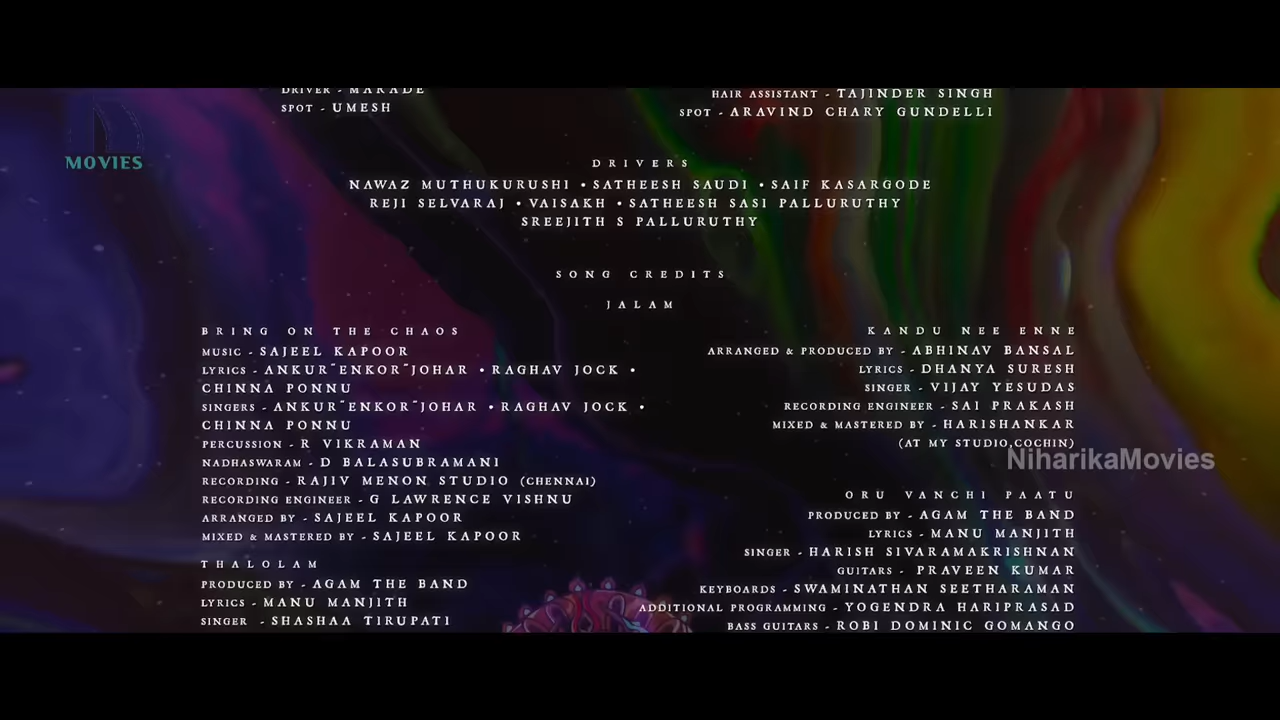 DRIVER - MARADE
SPOT - UMESH
HAIR ASSISTANT - TAJINDER SINGH
SPOT - ARAVIND CHARY GUNDELLI
MOVIES
DRIVERS
NAWAZ MUTHUKURUSHI • SATHEESH SAUDI • SAIF KASARGODE
REJI SELVARAJ • VAISAKH • SATHEESH SASI PALLURUTHY
SREEJITH S PALLURUTHY
SONG CREDITS
JALAM
BRING ON THE CHAOS
MUSIC - SAJEEL KAPOOR
LYRICS - ANKUR"ENKOR"JOHAR • RAGHAV JOCK •
CHINNA PONNU
SINGERS - ANKUR"ENKOR"JOHAR • RAGHAV JOCK •
CHINNA PONNU
PERCUSSION - R VIKRAMAN
NADHASWARAM - D BALASUBRAMANI
RECORDING - RAJIV MENON STUDIO (CHENNAI)
RECORDING ENGINEER - G LAWRENCE VISHNU
ARRANGED BY - SAJEEL KAPOOR
MIXED & MASTERED BY - SAJEEL KAPOOR
THALOLAM
PRODUCED BY - AGAM THE BAND
LYRICS - MANU MANJITH
SINGER - SHASHAA TIRUPATI
KANDU NEE ENNE
ARRANGED & PRODUCED BY - ABHINAV BANSAL
LYRICS - DHANYA SURESH
SINGER - VIJAY YESUDAS
RECORDING ENGINEER - SAI PRAKASH
MIXED & MASTERED BY - HARISHANKAR
(AT MY STUDIO,COCHIN)
NiharikaMovies
ORU VANCHI PAATU
PRODUCED BY - AGAM THE BAND
LYRICS - MANU MANJITH
SINGER - HARISH SIVARAMAKRISHNAN
GUITARS - PRAVEEN KUMAR
KEYBOARDS - SWAMINATHAN SEETHARAMAN
ADDITIONAL PROGRAMMING - YOGENDRA HARIPRASAD
BASS GUITARS - ROBI DOMINIC GOMANGO